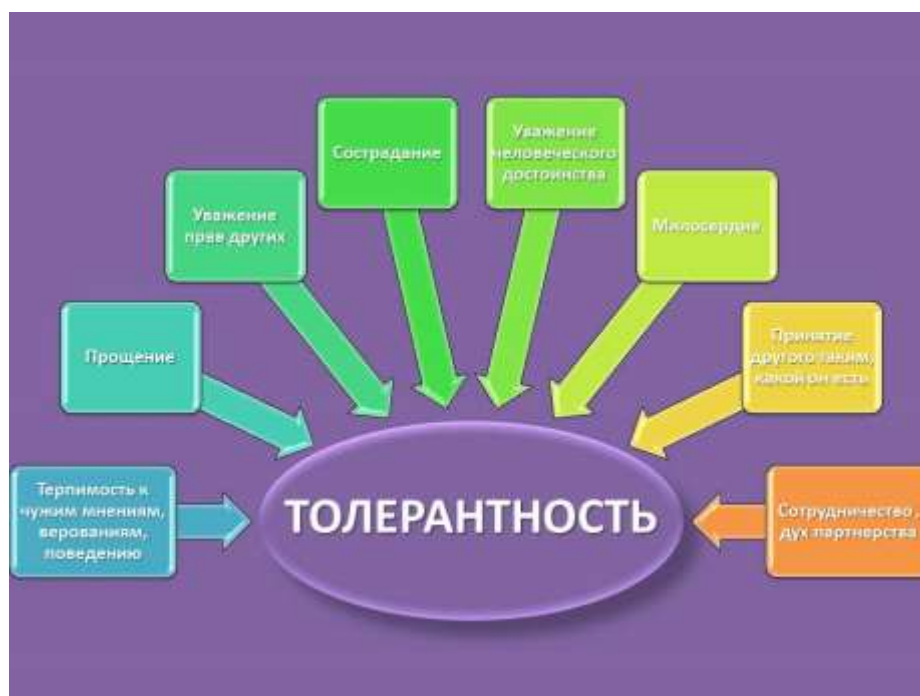 Сострадание
Уважение
человеческого
достоинства
Уважение
прав других
Милосердие
Прощение
Принятие
другого таким,
какой он есть
Терпимость к
чужим мнениям,
верованиям,
поведению
ТОЛЕРАНТНОСТЬ
Сотрудничество ,
дух партнерства